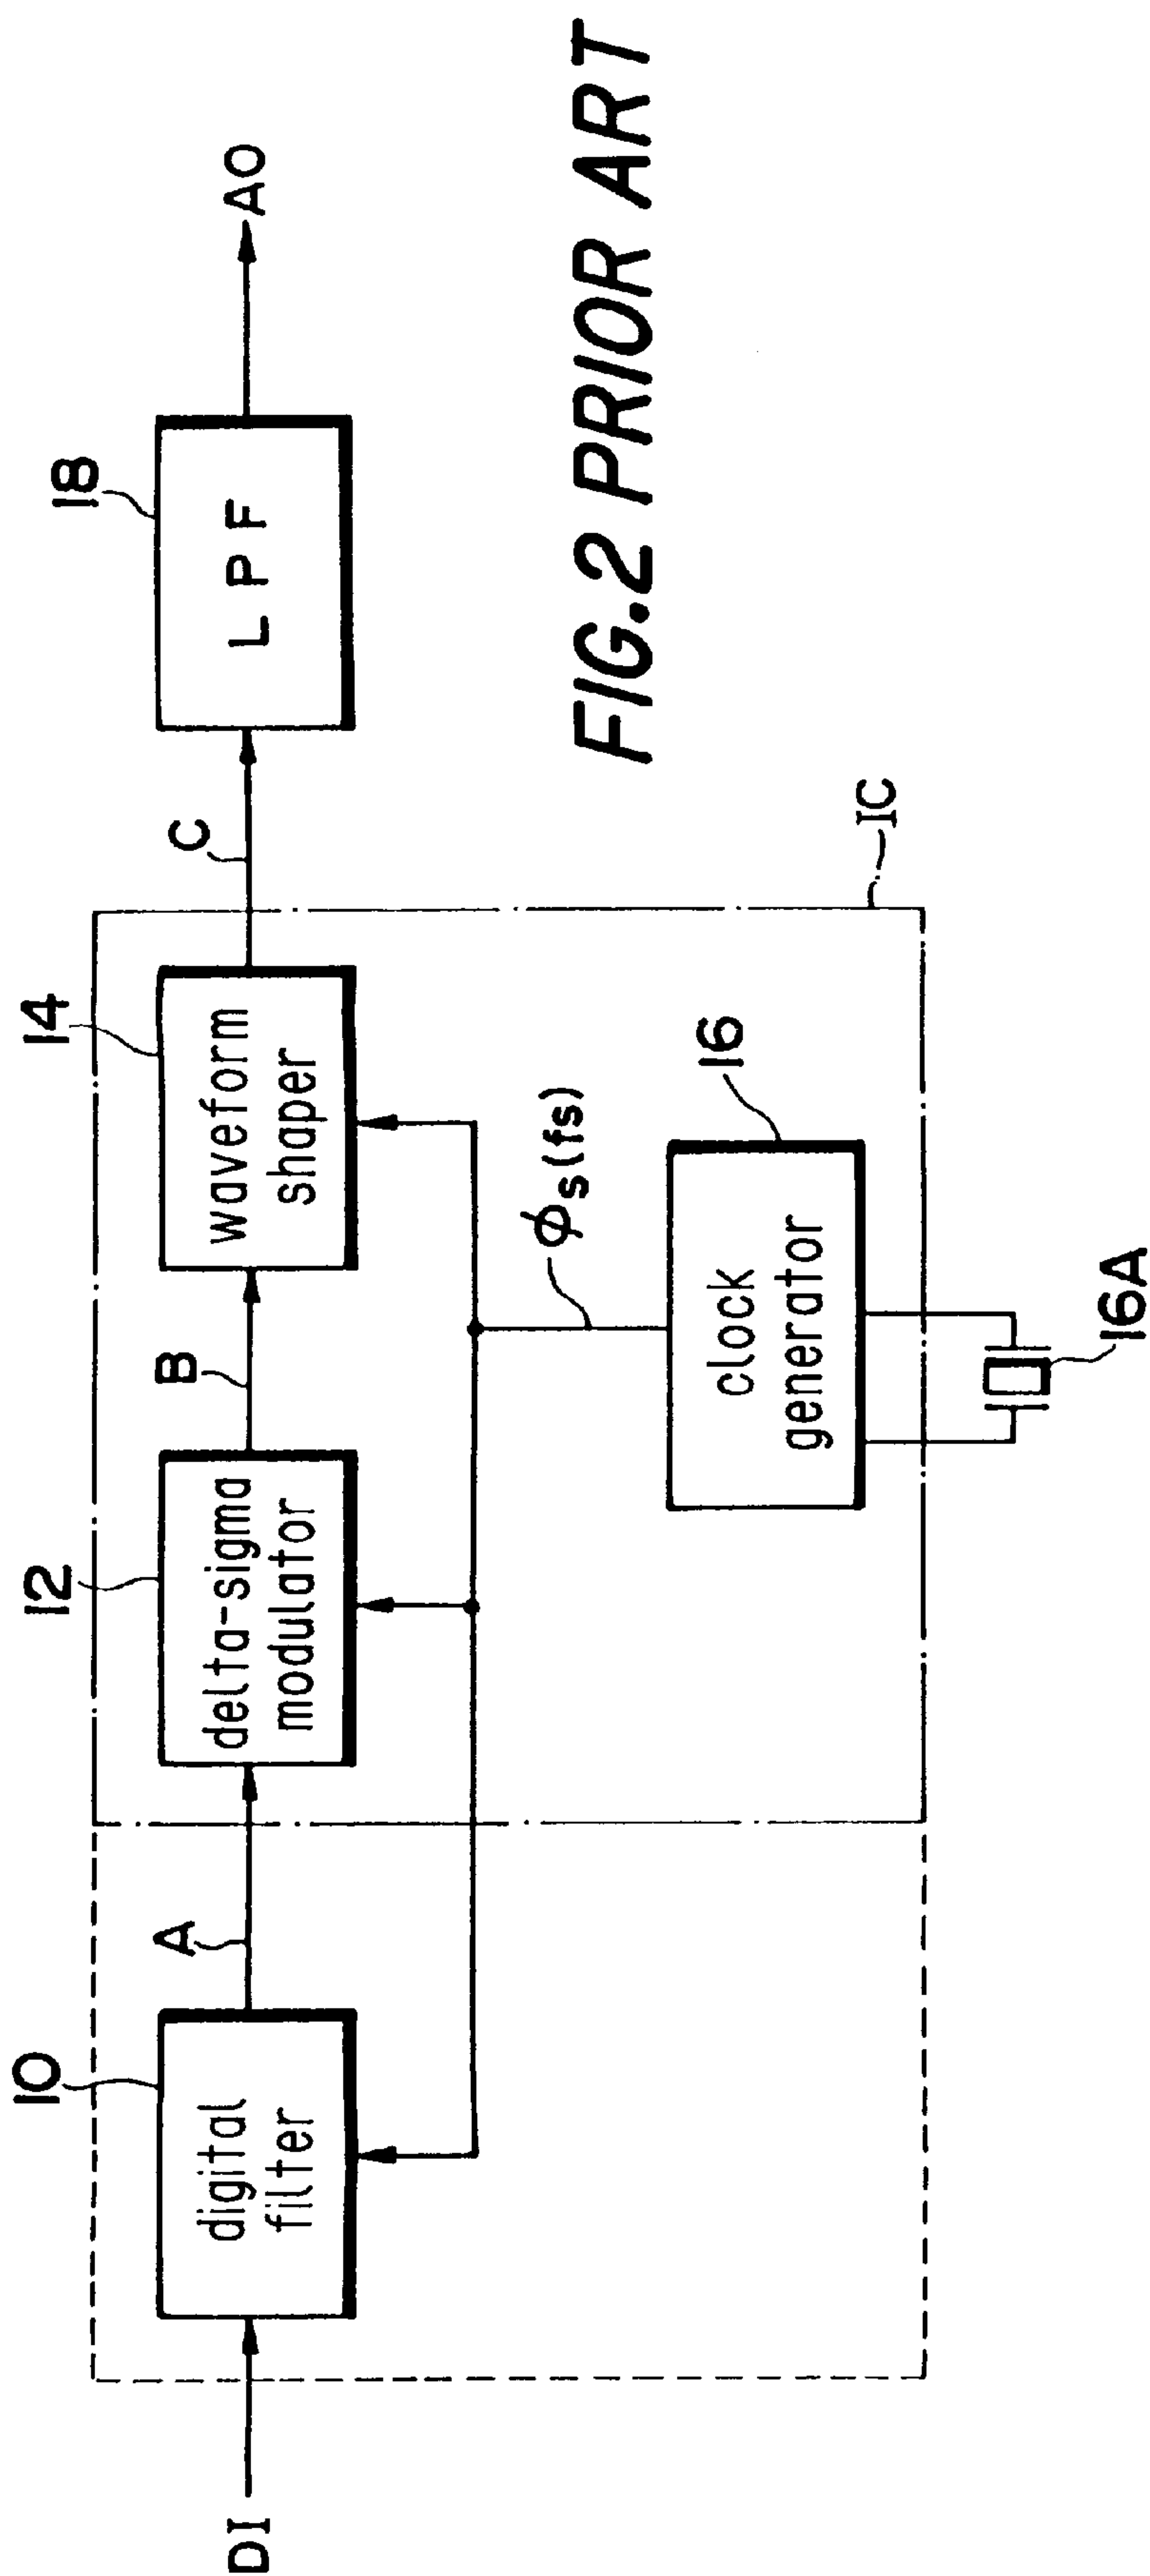 10
12
14
18
DI
digital
filter
A
delta-sigma
modulator
B
waveform
shaper
C
L P F
AO
ϕs(fs)
clock
generator
16
16A
IC
FIG.2 PRIOR ART